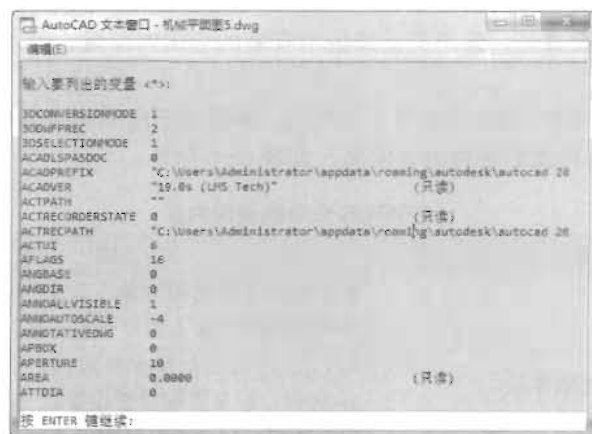 AutoCAD 文本窗口 - 机械平面图5.dwg
编辑(E)
输入要列出的变量 <*>:
3DCONVERSIONMODE 1
3DDWFPREC 2
3DSELECTIONMODE 1
ACADLSPASDOC 0
ACADPREFIX "C:\Users\Administrator\appdata\roaming\autodesk\autocad 20
ACADVER "19.0s (LMS Tech)" (只读)
ACTPATH ""
ACTRECORDERSTATE 0 (只读)
ACTRECPATH "C:\Users\Administrator\appdata\roaming\autodesk\autocad 20
ACTUI 6
AFLAGS 16
ANGBASE 0
ANGDIR 0
ANNOALLVISIBLE 1
ANNOAUTOSCALE -4
ANNOTATIVEDWG 0
APBOX 0
APERTURE 10
AREA 0.0000 (只读)
ATTDIA 0
按 ENTER 键继续: